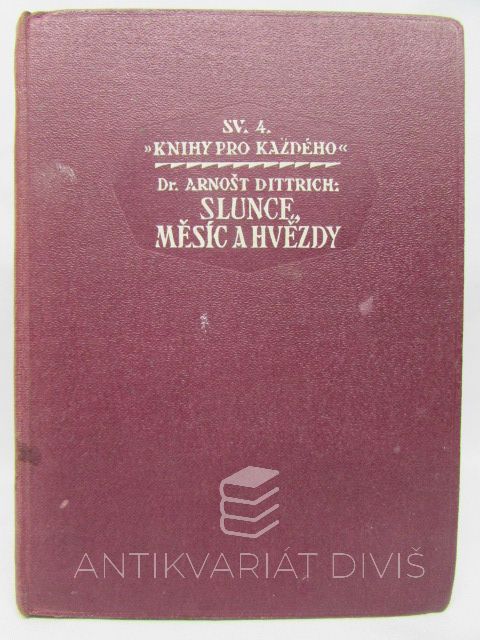 SV. 4.
»KNIHY PRO KAŽDÉHO«
Dr. ARNOŠT DITTRICH:
SLUNCE,
MĚSÍC A HVĚZDY
ANTIKVARIÁT DIVIŠ